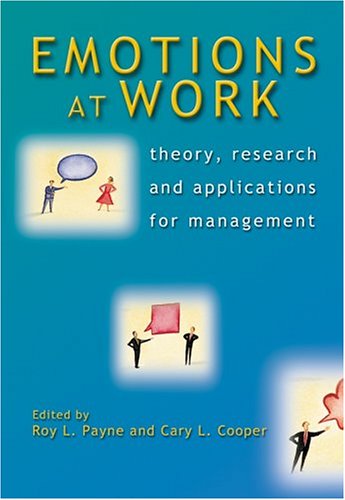 EMOTIONS
AT WORK
theory, research
and applications
for management
Edited by
Roy L. Payne and Cary L. Cooper